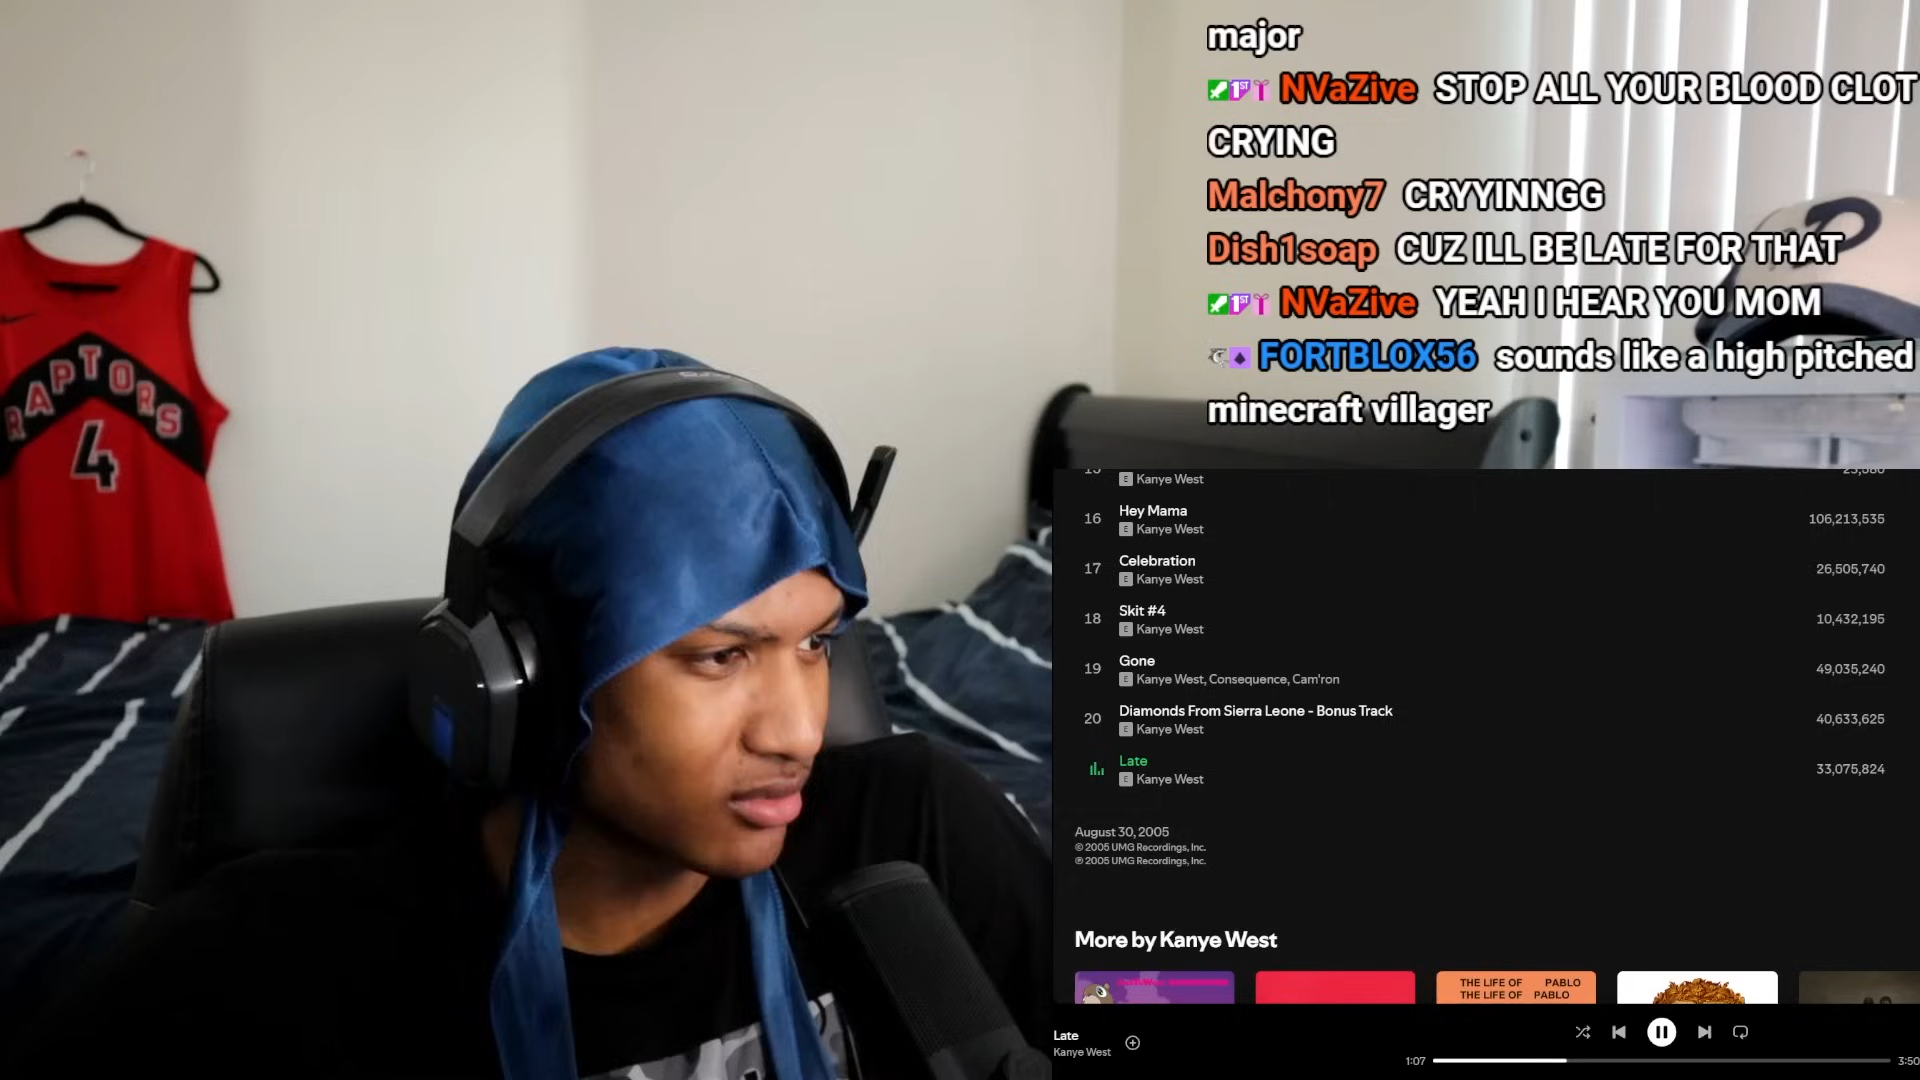 major
NVaZive STOP ALL YOUR BLOOD CLOT
CRYING
Malchony7 CRYYINNGG
Dish1soap CUZ ILL BE LATE FOR THAT
NVaZive YEAH I HEAR YOU MOM
FORTBLOX56 sounds like a high pitched
minecraft villager
RAPTORS
4
E Kanye West
16 Hey Mama 106,213,535
E Kanye West
17 Celebration 26,505,740
E Kanye West
18 Skit #4 10,432,195
E Kanye West
19 Gone 49,035,240
E Kanye West, Consequence, Cam'ron
20 Diamonds From Sierra Leone - Bonus Track 40,633,625
E Kanye West
Late 33,075,824
E Kanye West
August 30, 2005
© 2005 UMG Recordings, Inc.
℗ 2005 UMG Recordings, Inc.
More by Kanye West
THE LIFE OF PABLO
THE LIFE OF PABLO
Late
Kanye West
1:07 3:50